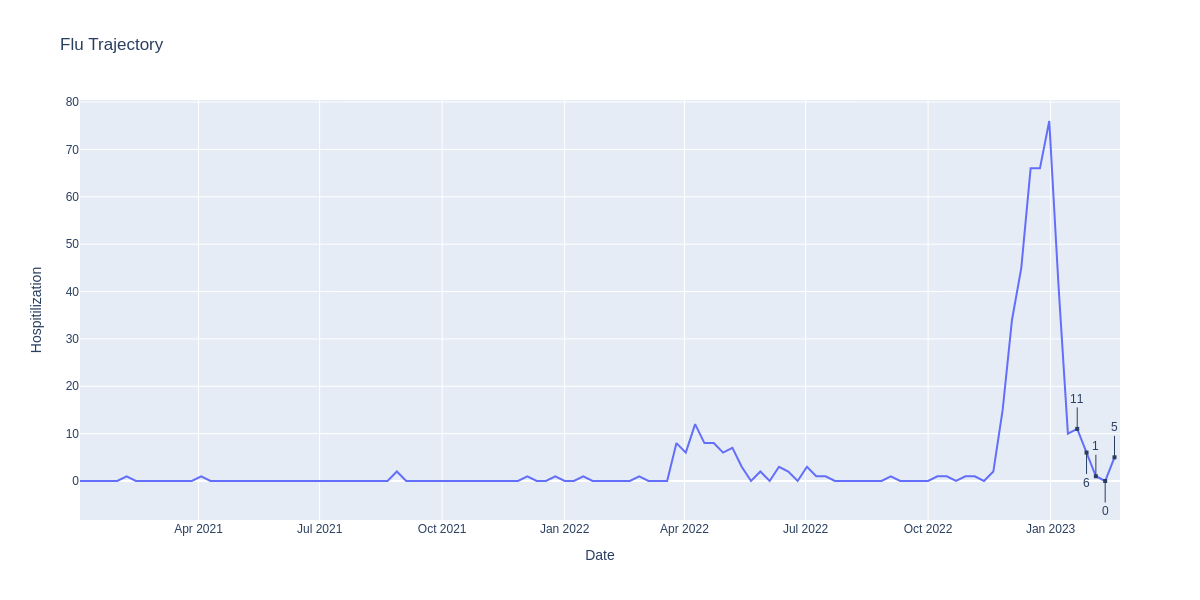 Flu Trajectory
80
70
60
50
40
30
20
10
0
Hospitilization
11
6
1
0
5
Apr 2021
Jul 2021
Oct 2021
Jan 2022
Apr 2022
Jul 2022
Oct 2022
Jan 2023
Date